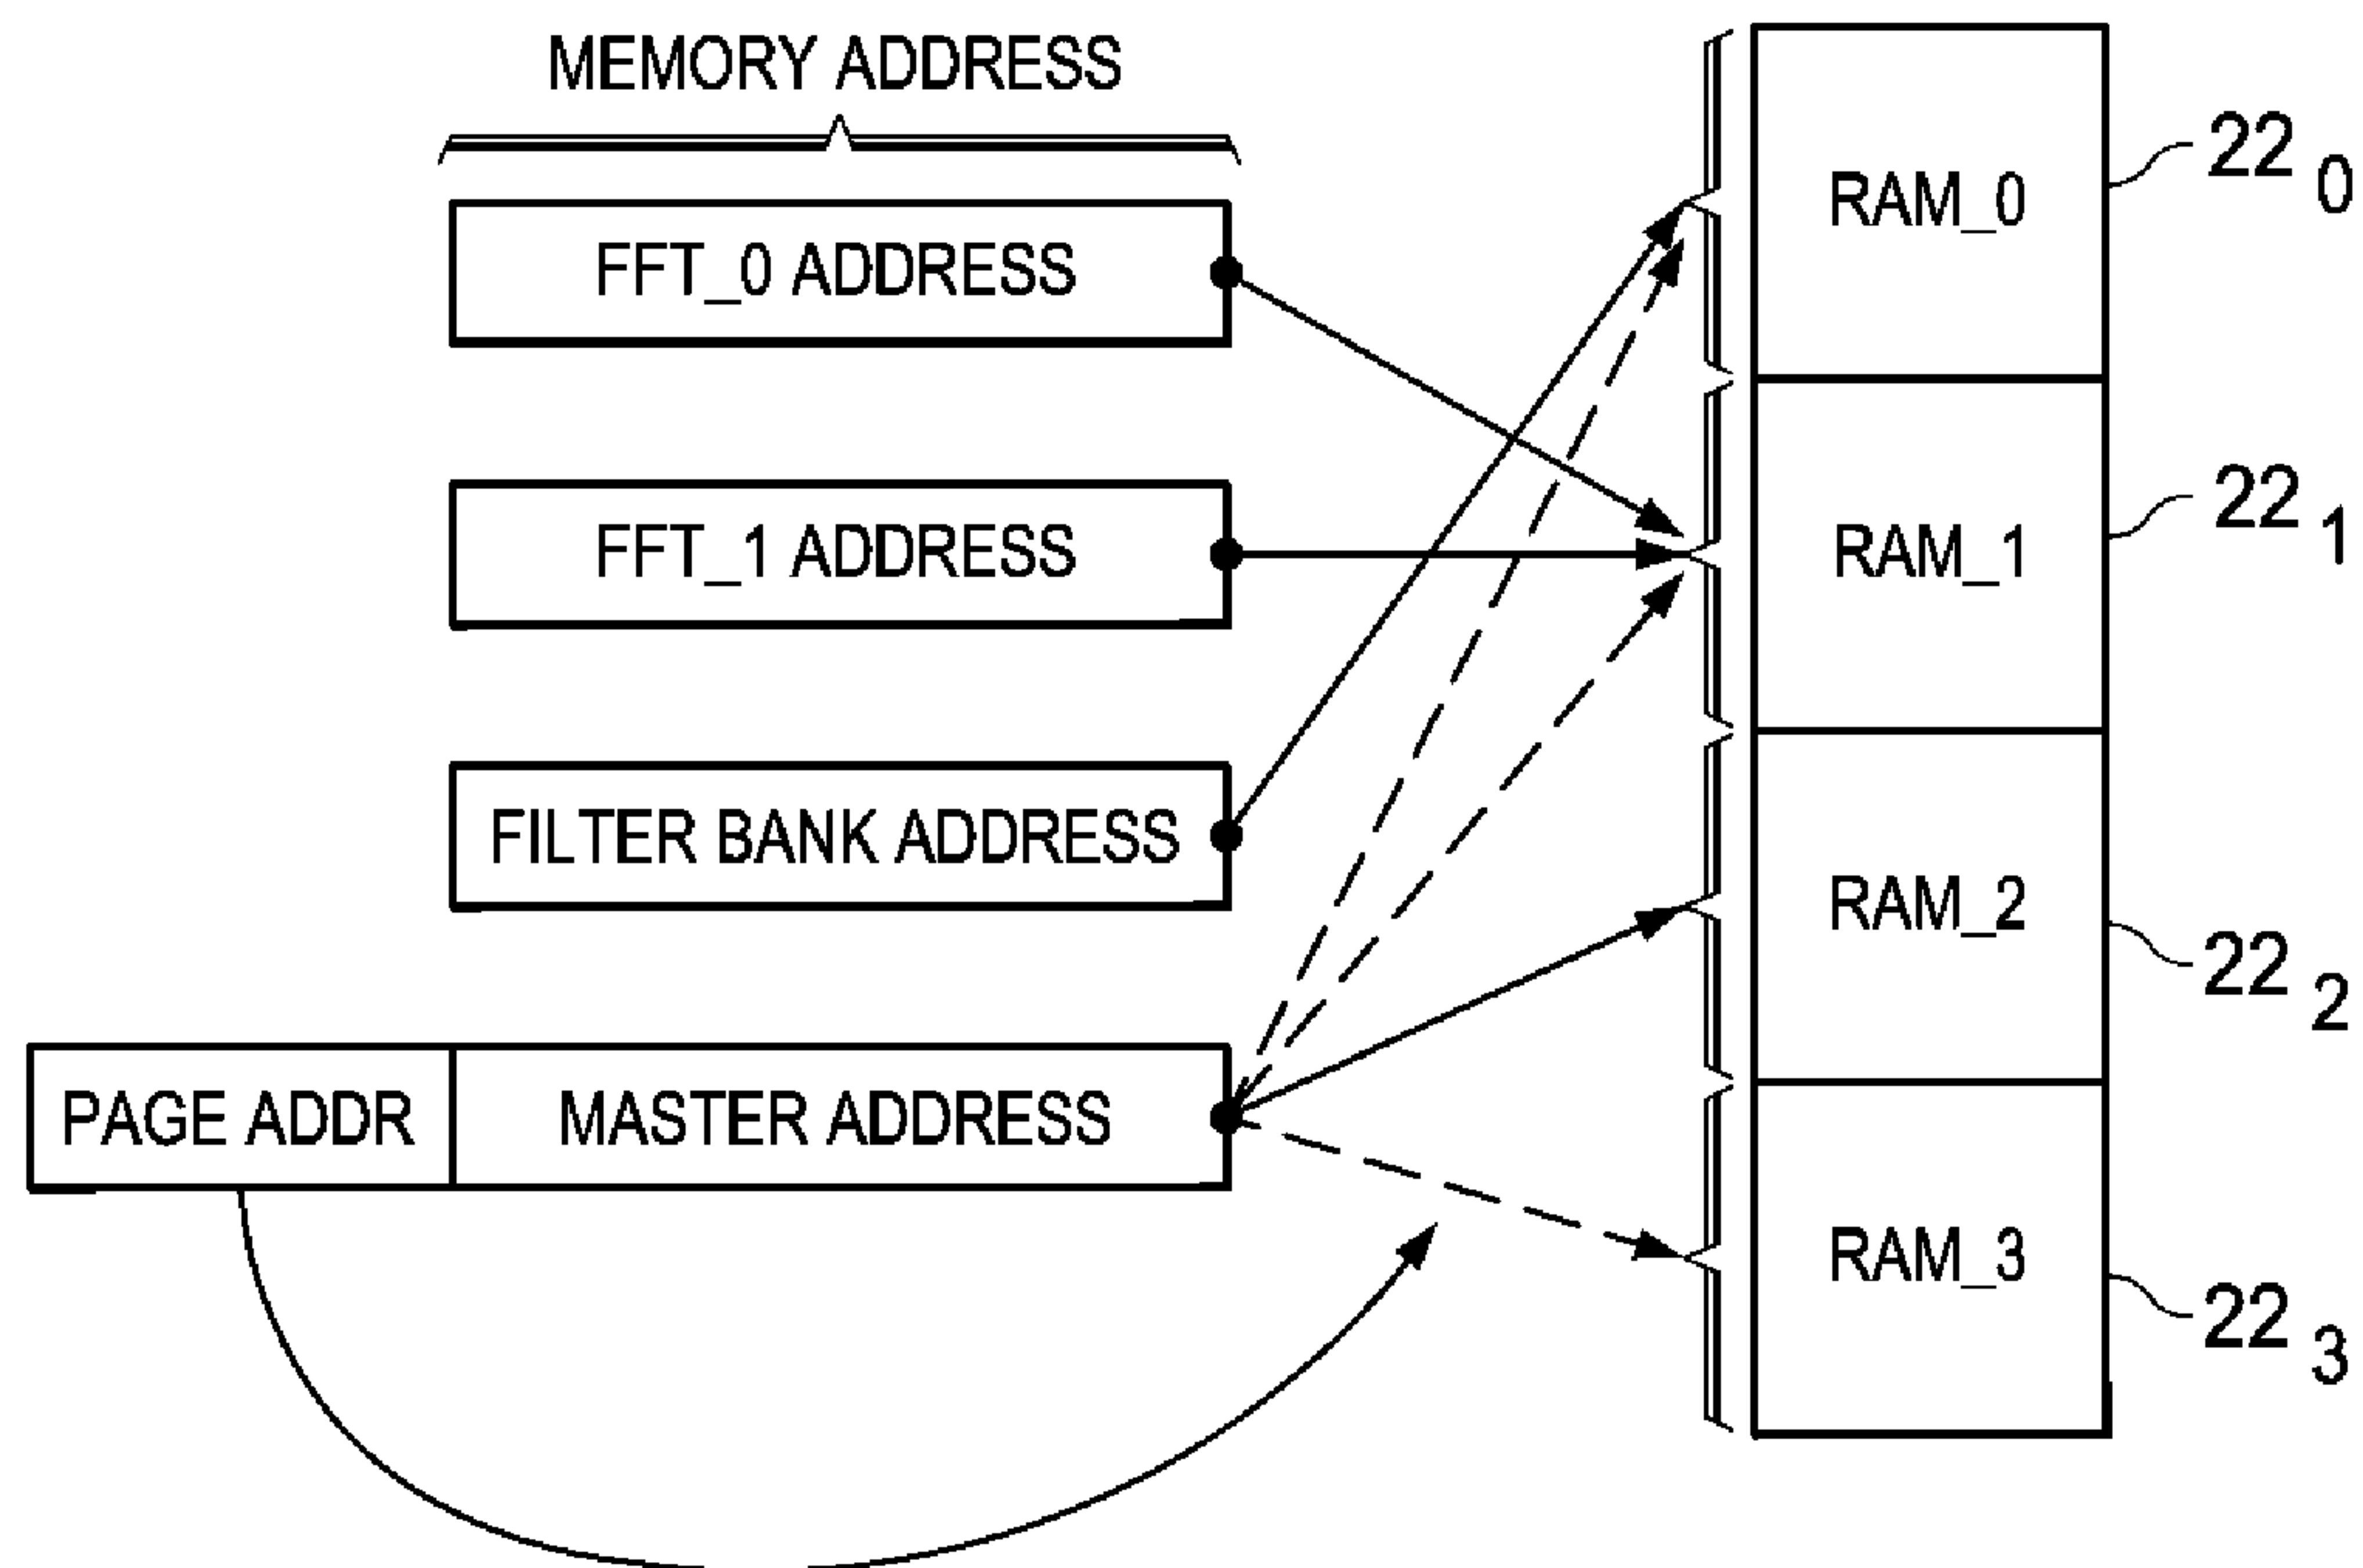 MEMORY ADDRESS
RAM_0
22 0
FFT_0 ADDRESS
FFT_1 ADDRESS
RAM_1
22 1
FILTER BANK ADDRESS
RAM_2
22 2
PAGE ADDR
MASTER ADDRESS
RAM_3
22 3